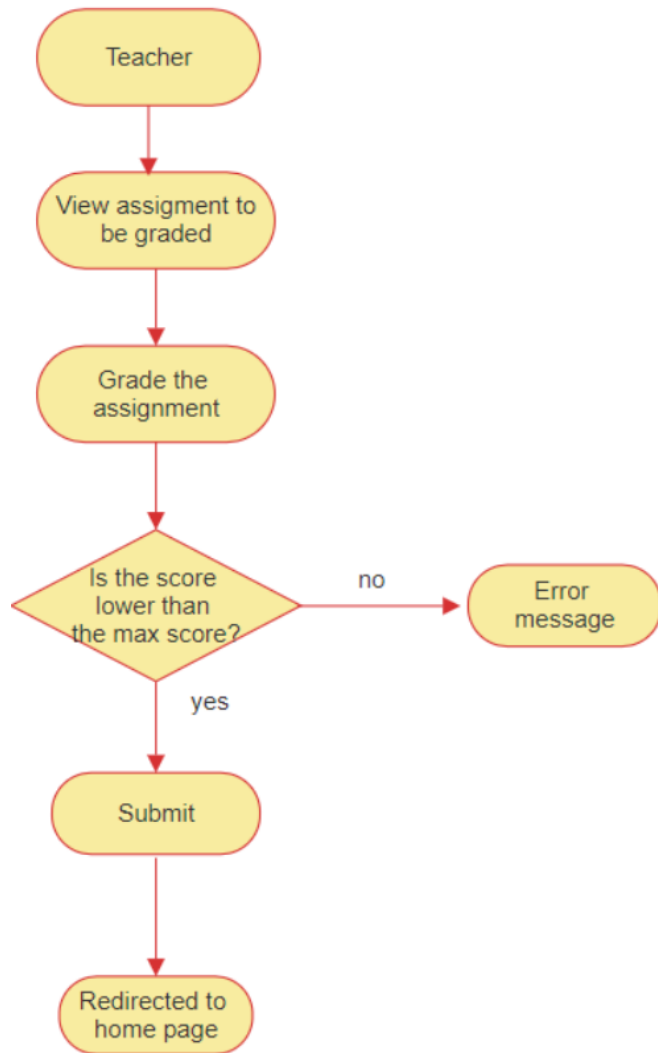 Teacher
View assigment to
be graded
Grade the
assignment
Is the score
lower than
the max score?
no
Error
message
yes
Submit
Redirected to
home page